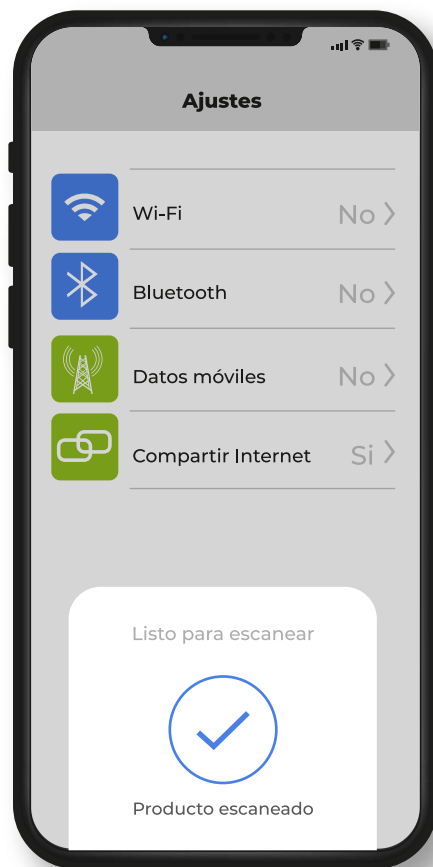 Ajustes
Wi-Fi No
Bluetooth No
Datos móviles No
Compartir Internet Si
Listo para escanear
Producto escaneado